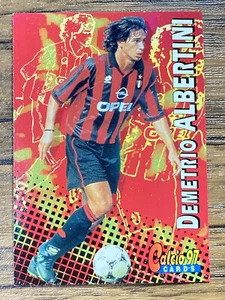 DEMETRIO ALBERTINI
OPEL
Calcio 97
CARDS